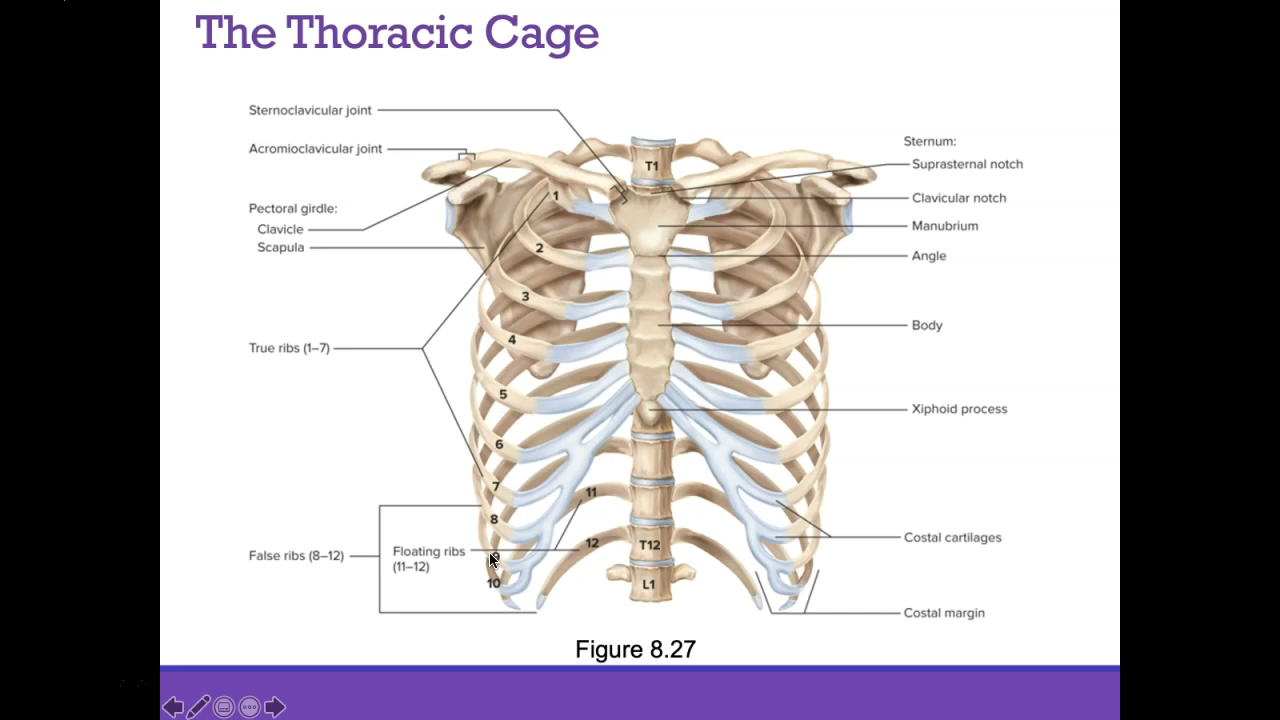 The Thoracic Cage
Sternoclavicular joint
Acromioclavicular joint
Pectoral girdle:
Clavicle
Scapula
True ribs (1–7)
False ribs (8–12)
Floating ribs
(11–12)
Sternum:
Suprasternal notch
Clavicular notch
Manubrium
Angle
Body
Xiphoid process
Costal cartilages
Costal margin
T1
1
2
3
4
5
6
7
8
10
11
12
T12
L1
Figure 8.27